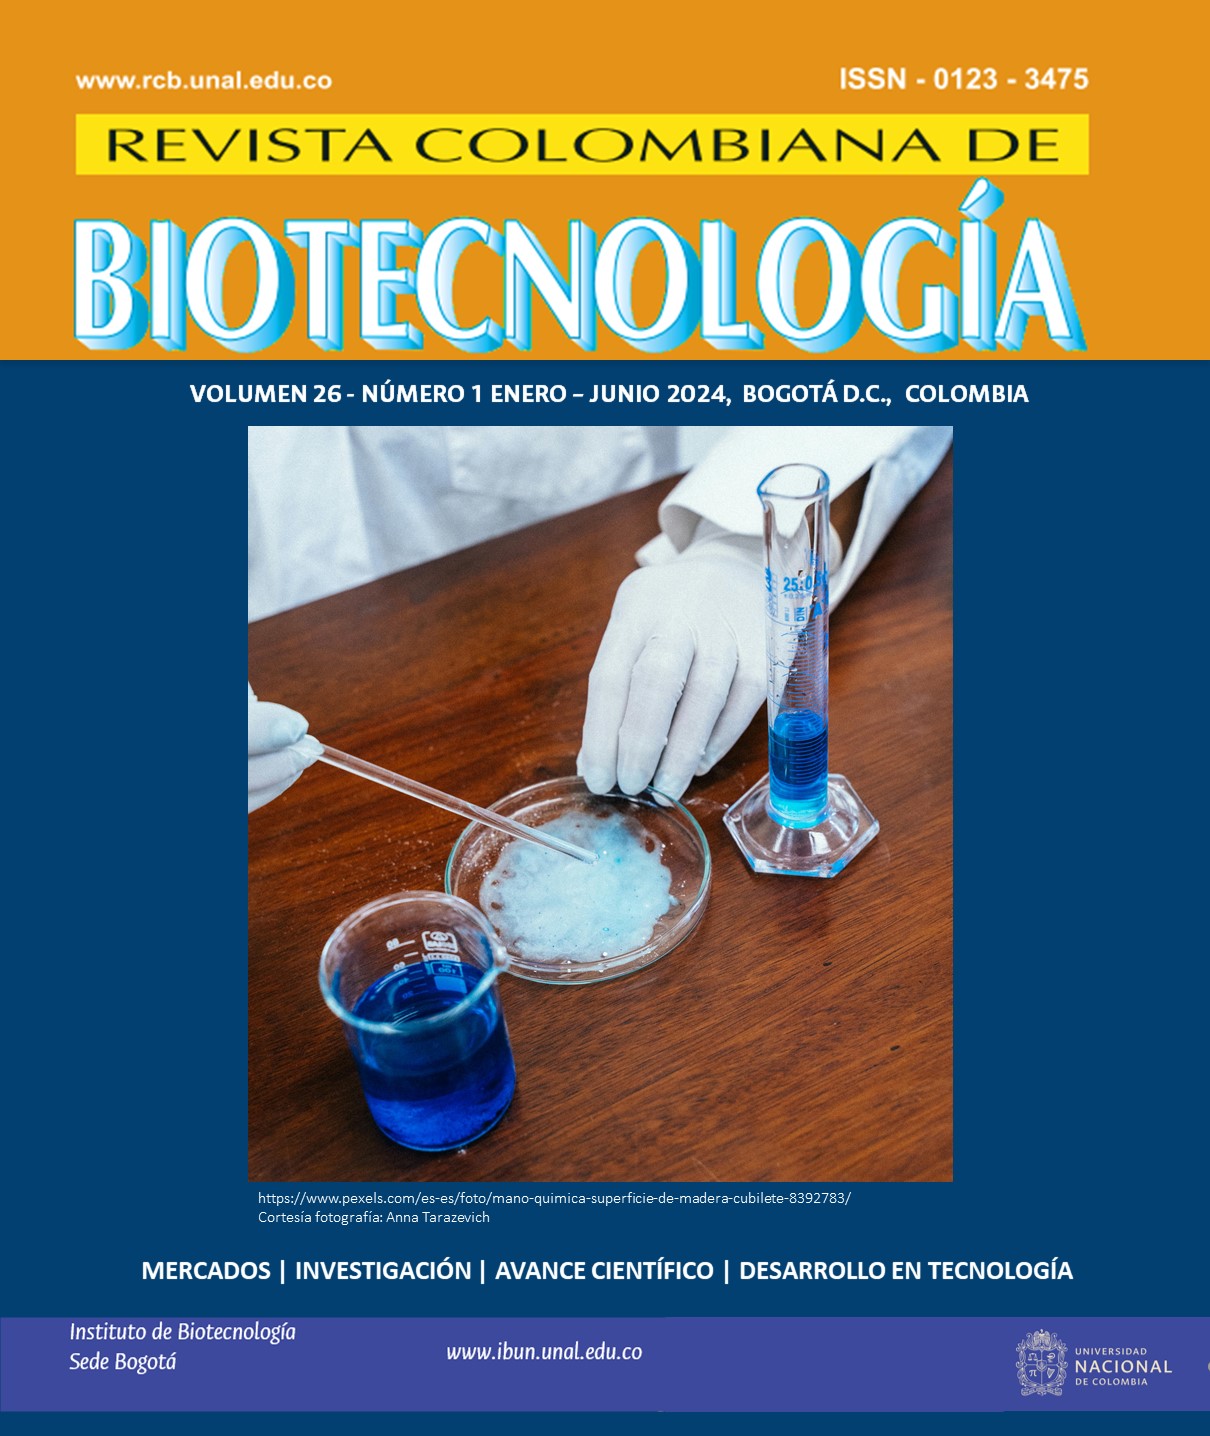 www.rcb.unal.edu.co
ISSN - 0123 - 3475
REVISTA COLOMBIANA DE
BIOTECNOLOGÍA
VOLUMEN 26 - NÚMERO 1 ENERO – JUNIO 2024, BOGOTÁ D.C., COLOMBIA
25:0
https://www.pexels.com/es-es/foto/mano-quimica-superficie-de-madera-cubilete-8392783/
Cortesía fotografía: Anna Tarazevich
MERCADOS | INVESTIGACIÓN | AVANCE CIENTÍFICO | DESARROLLO EN TECNOLOGÍA
Instituto de Biotecnología
Sede Bogotá
www.ibun.unal.edu.co
UNIVERSIDAD
NACIONAL
DE COLOMBIA